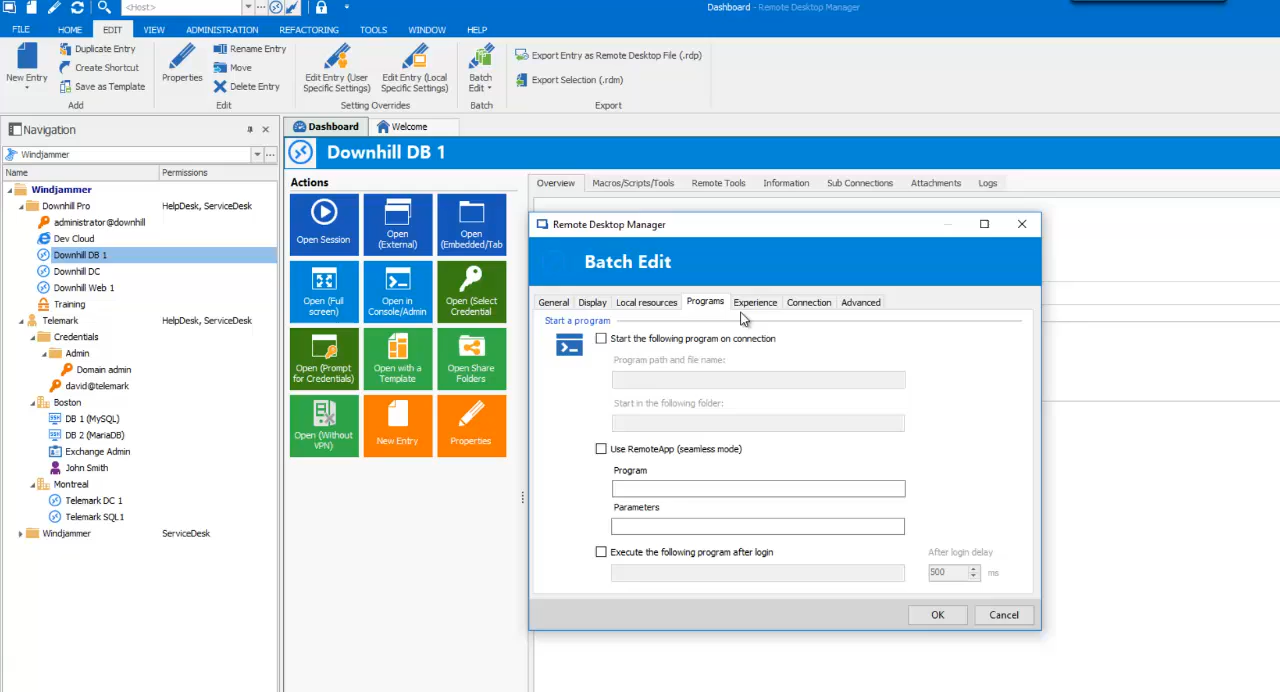 <Host>
Dashboard - Remote Desktop Manager
FILE HOME EDIT VIEW ADMINISTRATION REFACTORING TOOLS WINDOW HELP
New Entry
Duplicate Entry
Create Shortcut
Save as Template
Add
Properties
Rename Entry
Move
Delete Entry
Edit
Edit Entry (User
Specific Settings)
Edit Entry (Local
Specific Settings)
Setting Overrides
Batch
Edit
Batch
Export Entry as Remote Desktop File (.rdp)
Export Selection (.rdm)
Export
Navigation
Windjammer
Name Permissions
Windjammer
Downhill Pro HelpDesk, ServiceDesk
administrator@downhill
Dev Cloud
Downhill DB 1
Downhill DC
Downhill Web 1
Training
Telemark HelpDesk, ServiceDesk
Credentials
Admin
Domain admin
david@telemark
Boston
DB 1 (MySQL)
DB 2 (MariaDB)
Exchange Admin
John Smith
Montreal
Telemark DC 1
Telemark SQL1
Windjammer ServiceDesk
Dashboard Welcome
Downhill DB 1
Actions
Open Session
Open
(External)
Open
(Embedded/Tab
Open (Full
screen)
Open in
Console/Admin
Open (Select
Credential
Open (Prompt
for Credentials)
Open with a
Template
Open Share
Folders
Open (Without
VPN)
New Entry
Properties
Overview Macros/Scripts/Tools Remote Tools Information Sub Connections Attachments Logs
Remote Desktop Manager
Batch Edit
General Display Local resources Programs Experience Connection Advanced
Start a program
Start the following program on connection
Program path and file name:
Start in the following folder:
Use RemoteApp (seamless mode)
Program
Parameters
Execute the following program after login
After login delay
500 ms
OK Cancel